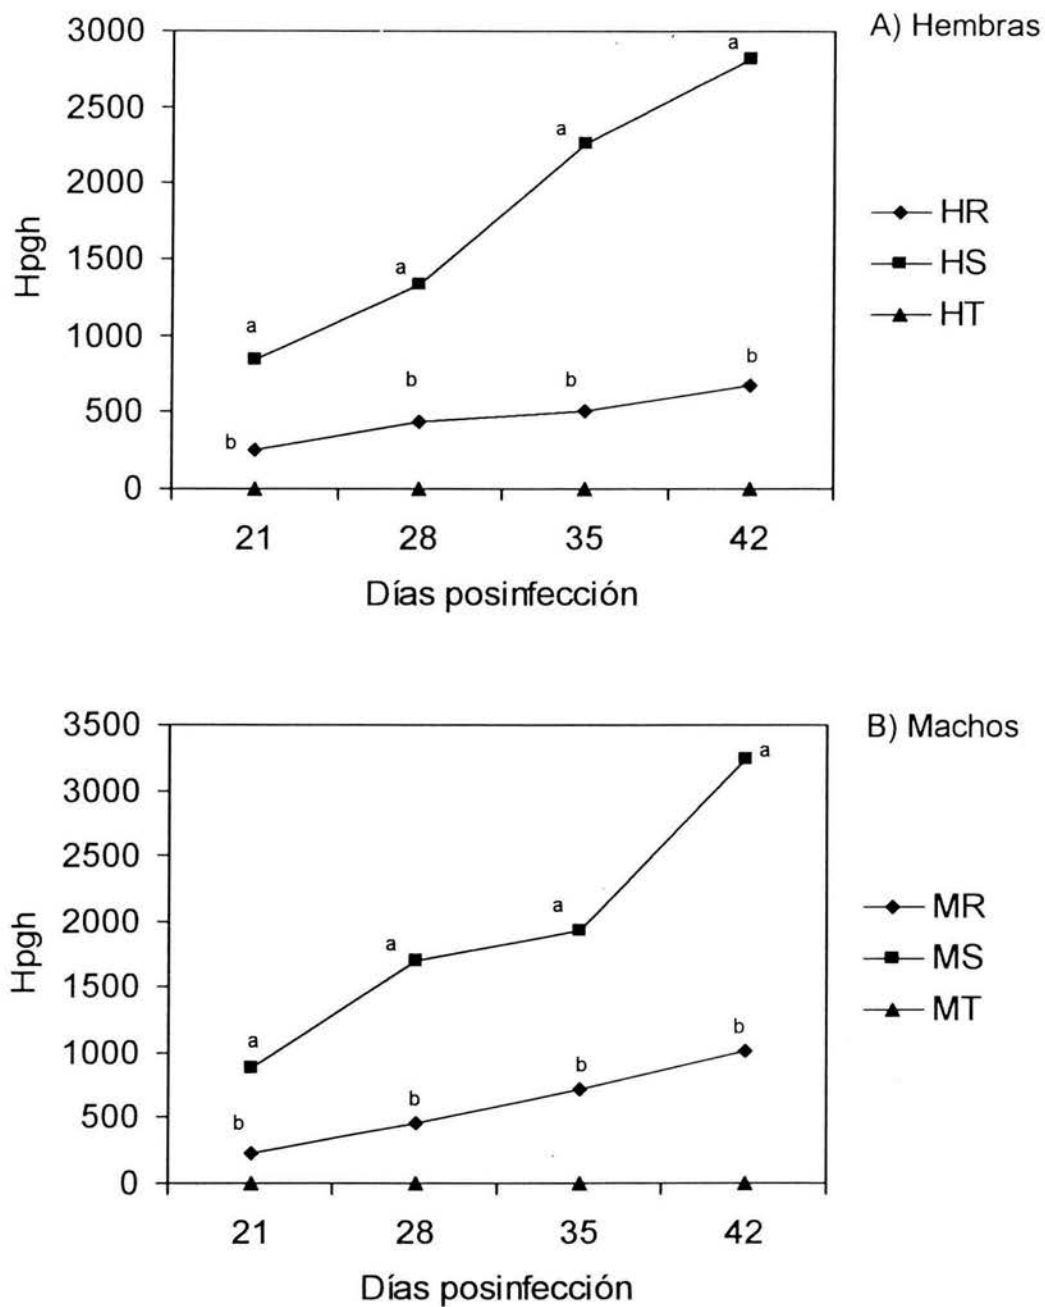 A) Hembras
3000
2500
2000
1500
1000
500
0
Hpgh
a
a
a
a
b
b
b
b
21 28 35 42
Días posinfección
HR
HS
HT
B) Machos
3500
3000
2500
2000
1500
1000
500
0
Hpgh
a
a
a
a
b
b
b
b
21 28 35 42
Días posinfección
MR
MS
MT